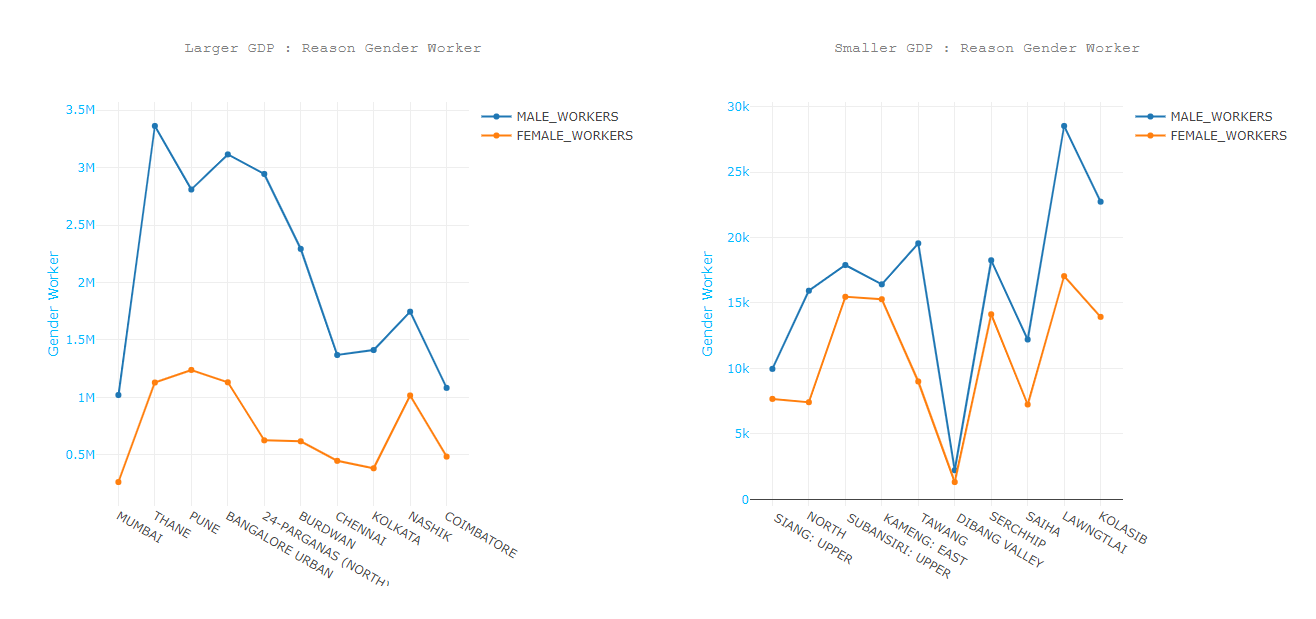 Larger GDP : Reason Gender Worker
3.5M
3M
2.5M
2M
1.5M
1M
0.5M
Gender Worker
MUMBAI
THANE
PUNE
BANGALORE URBAN
24-PARGANAS (NORTH)
BURDWAN
CHENNAI
KOLKATA
NASHIK
COIMBATORE
MALE_WORKERS
FEMALE_WORKERS
Smaller GDP : Reason Gender Worker
30k
25k
20k
15k
10k
5k
0
Gender Worker
SIANG: UPPER
NORTH
SUBANSIRI: UPPER
KAMENG: EAST
TAWANG
DIBANG VALLEY
SERCHHIP
SAIHA
LAWNGTLAI
KOLASIB
MALE_WORKERS
FEMALE_WORKERS